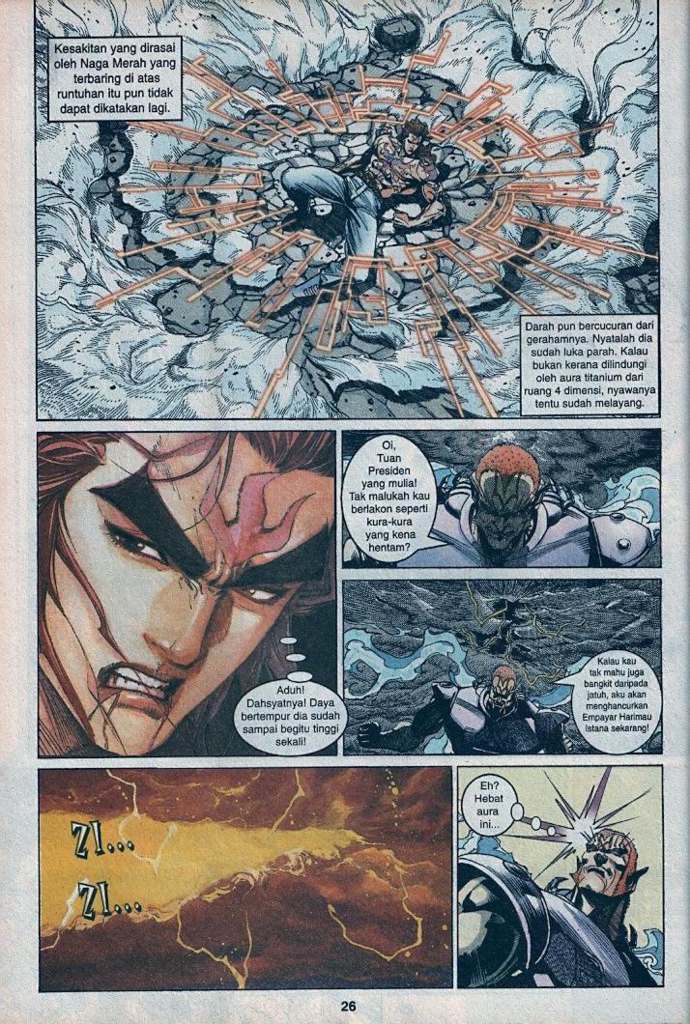 Kesakitan yang dirasai
oleh Naga Merah yang
terbaring di atas
runtuhan itu pun tidak
dapat dikatakan lagi.
Darah pun bercucuran dari
gerahamnya. Nyatalah dia
sudah luka parah. Kalau
bukan kerana dilindungi
oleh aura titanium dari
ruang 4 dimensi, nyawanya
tentu sudah melayang.
Aduh!
Dahsyatnya! Daya
bertempur dia sudah
sampai begitu tinggi
sekali!
Oi,
Tuan
Presiden
yang mulia!
Tak malukah kau
berlakon seperti
kura-kura
yang kena
hentam?
Kalau kau
tak mahu juga
bangkit daripada
jatuh, aku akan
menghancurkan
Empayar Harimau
Istana sekarang!
ZI...
ZI...
Eh?
Hebat
aura
ini...
26